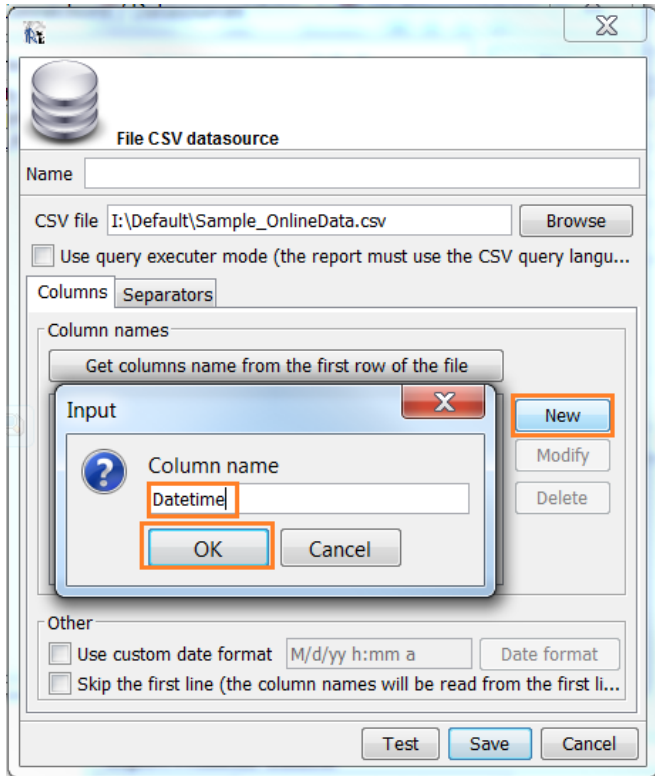 File CSV datasource
Name
CSV file I:\Default\Sample_OnlineData.csv Browse
Use query executer mode (the report must use the CSV query langu...
Columns Separators
Column names
Get columns name from the first row of the file
Input
New
Column name
Modify
Datetime
Delete
OK Cancel
Other
Use custom date format M/d/yy h:mm a Date format
Skip the first line (the column names will be read from the first li...
Test Save Cancel